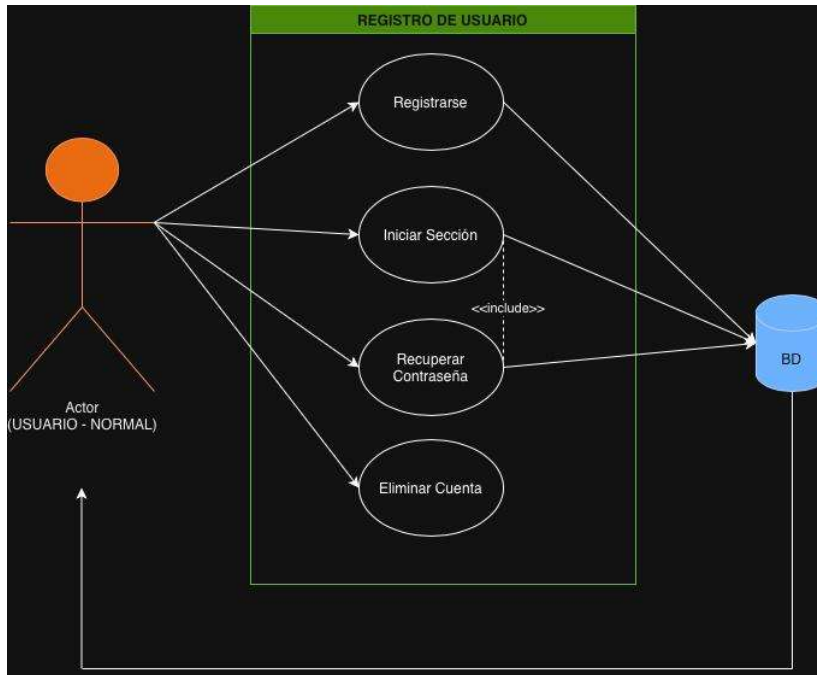 REGISTRO DE USUARIO
Registrarse
Iniciar Sección
<<include>>
Recuperar
Contraseña
BD
Actor
(USUARIO - NORMAL)
Eliminar Cuenta